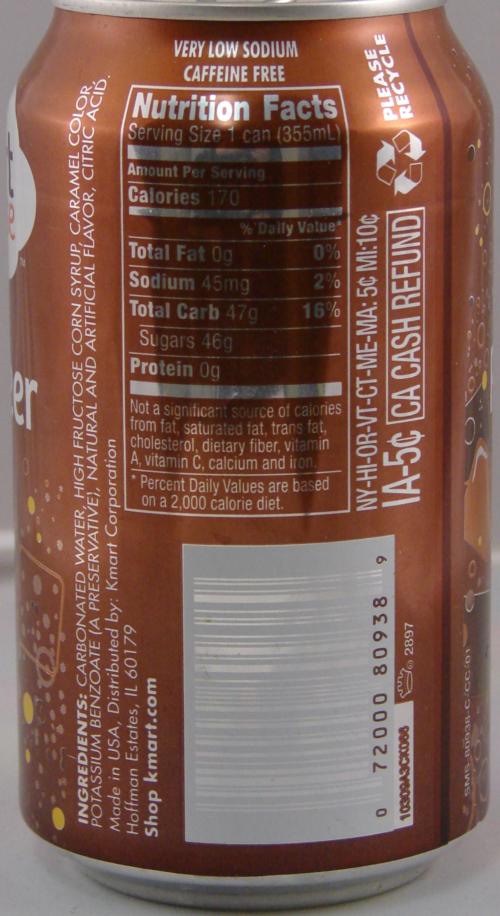 VERY LOW SODIUM
CAFFEINE FREE
Nutrition Facts
Serving Size 1 can (355mL)
Amount Per Serving
Calories 170
% Daily Value*
Total Fat 0g 0%
Sodium 45mg 2%
Total Carb 47g 16%
Sugars 46g
Protein 0g
Not a significant source of calories
from fat, saturated fat, trans fat,
cholesterol, dietary fiber, vitamin
A, vitamin C, calcium and iron.
* Percent Daily Values are based
on a 2,000 calorie diet.
INGREDIENTS: CARBONATED WATER, HIGH FRUCTOSE CORN SYRUP, CARAMEL COLOR,
POTASSIUM BENZOATE (A PRESERVATIVE), NATURAL AND ARTIFICIAL FLAVOR, CITRIC ACID.
Made in USA, Distributed by: Kmart Corporation
Hoffman Estates, IL 60179
Shop kmart.com
NY-HI-OR-VT-CT-ME-MA: 5¢ MI:10¢
IA-5¢ CA CASH REFUND
PLEASE
RECYCLE
0 72000 80938 9
2897
er